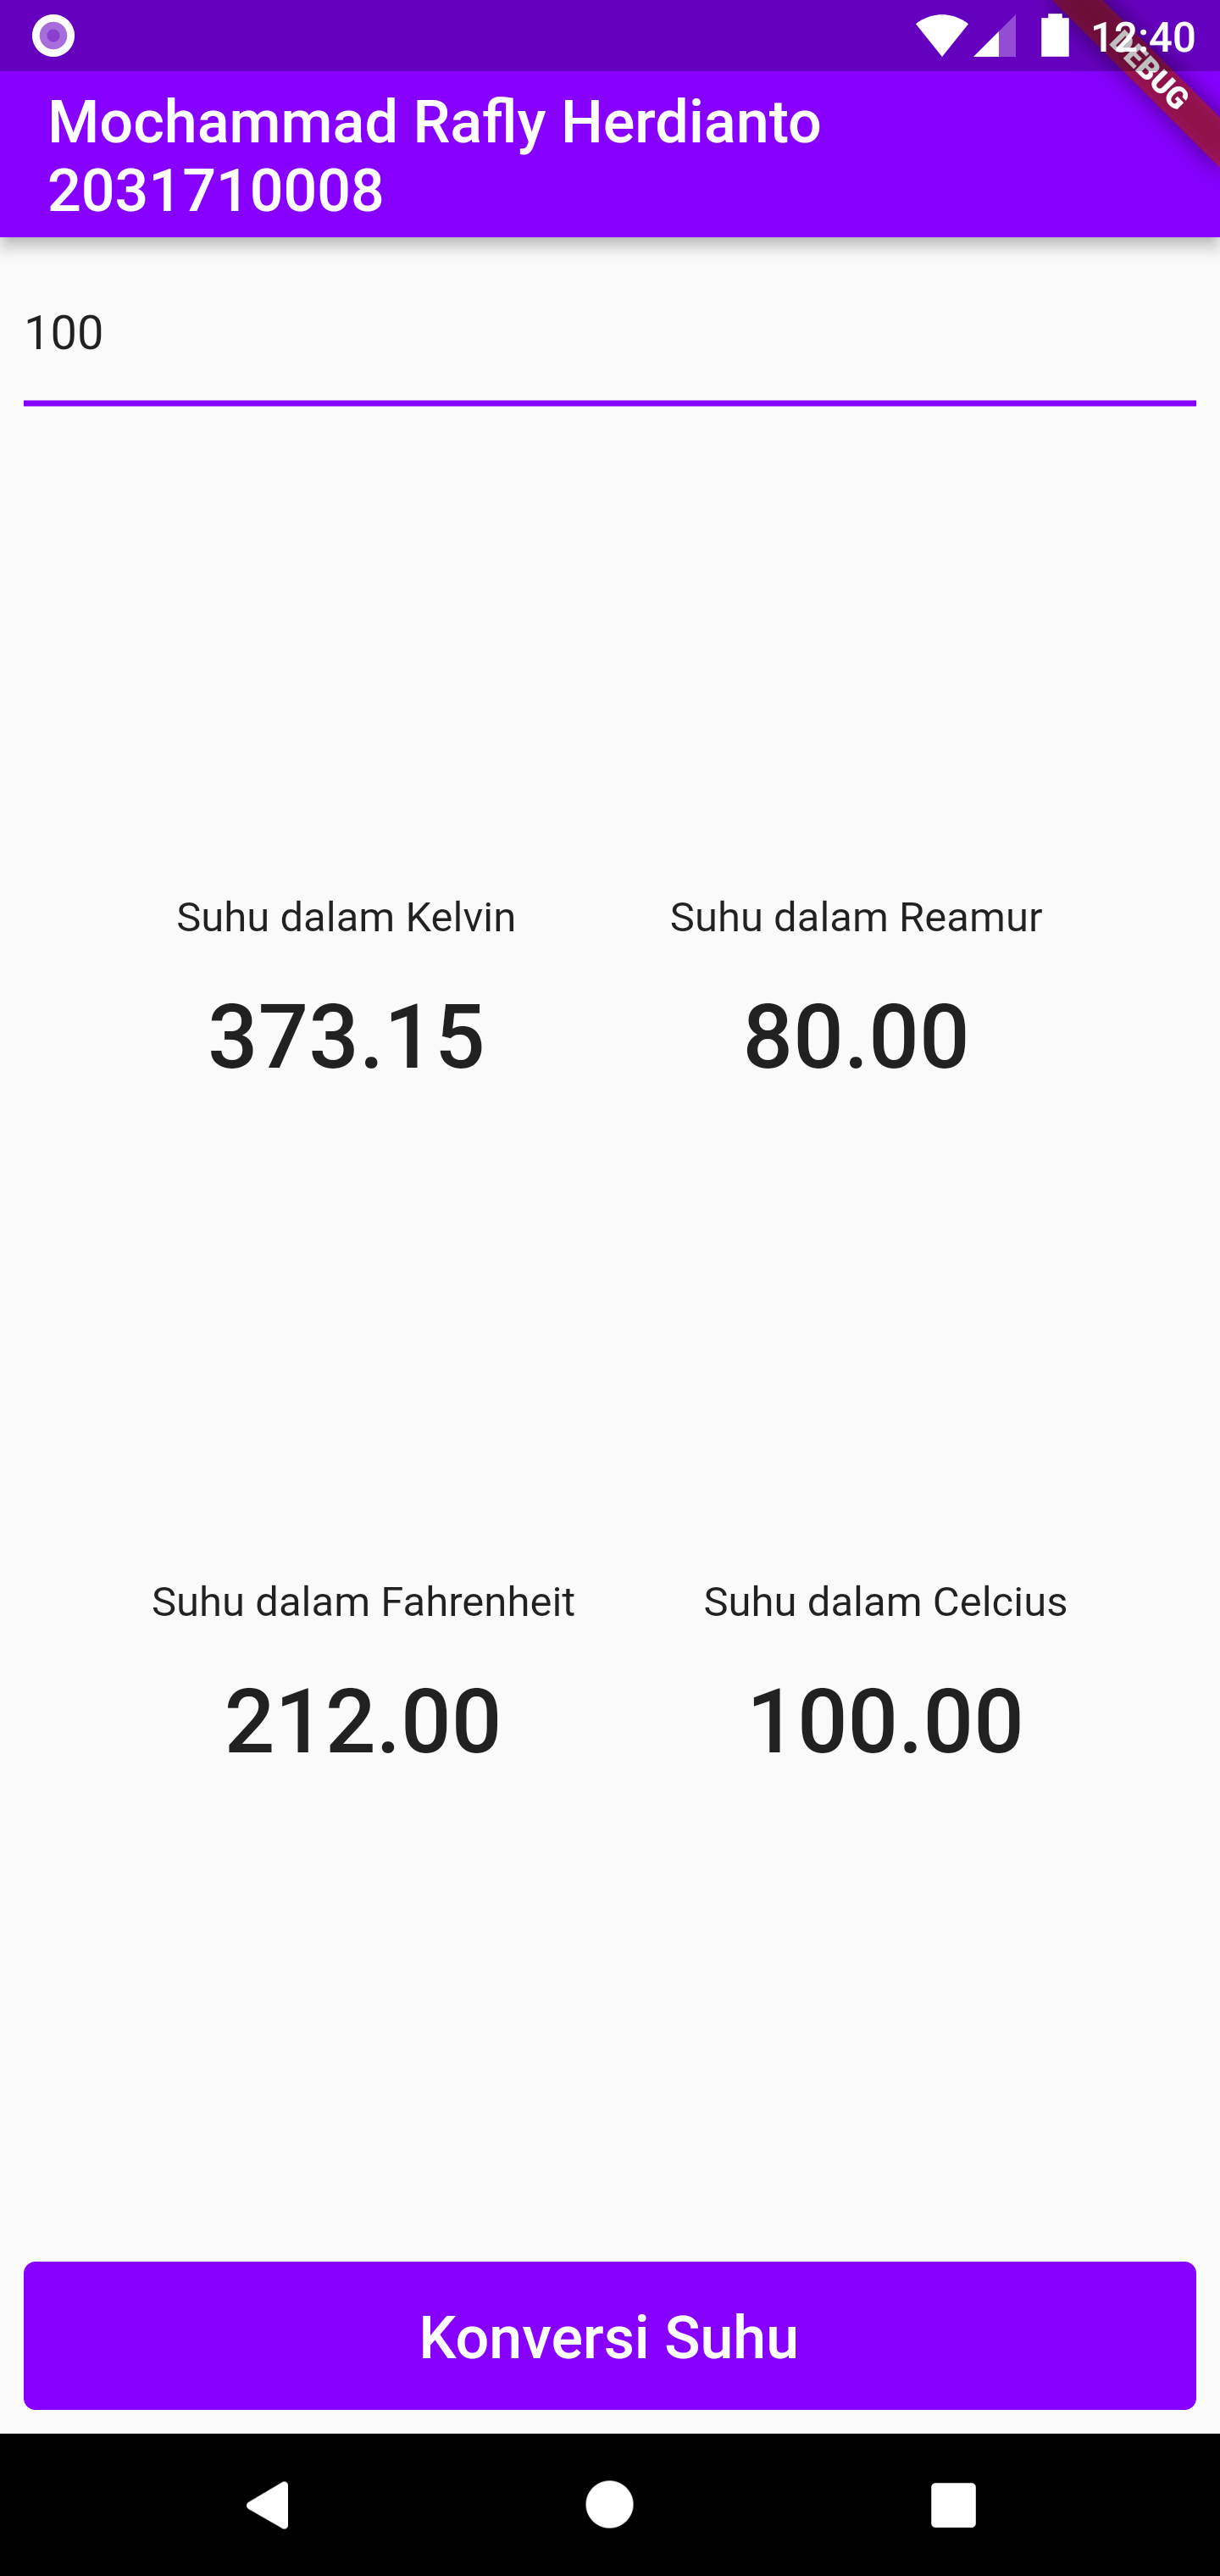 12:40
DEBUG
Mochammad Rafly Herdianto
2031710008
100
Suhu dalam Kelvin
Suhu dalam Reamur
373.15
80.00
Suhu dalam Fahrenheit
Suhu dalam Celcius
212.00
100.00
Konversi Suhu